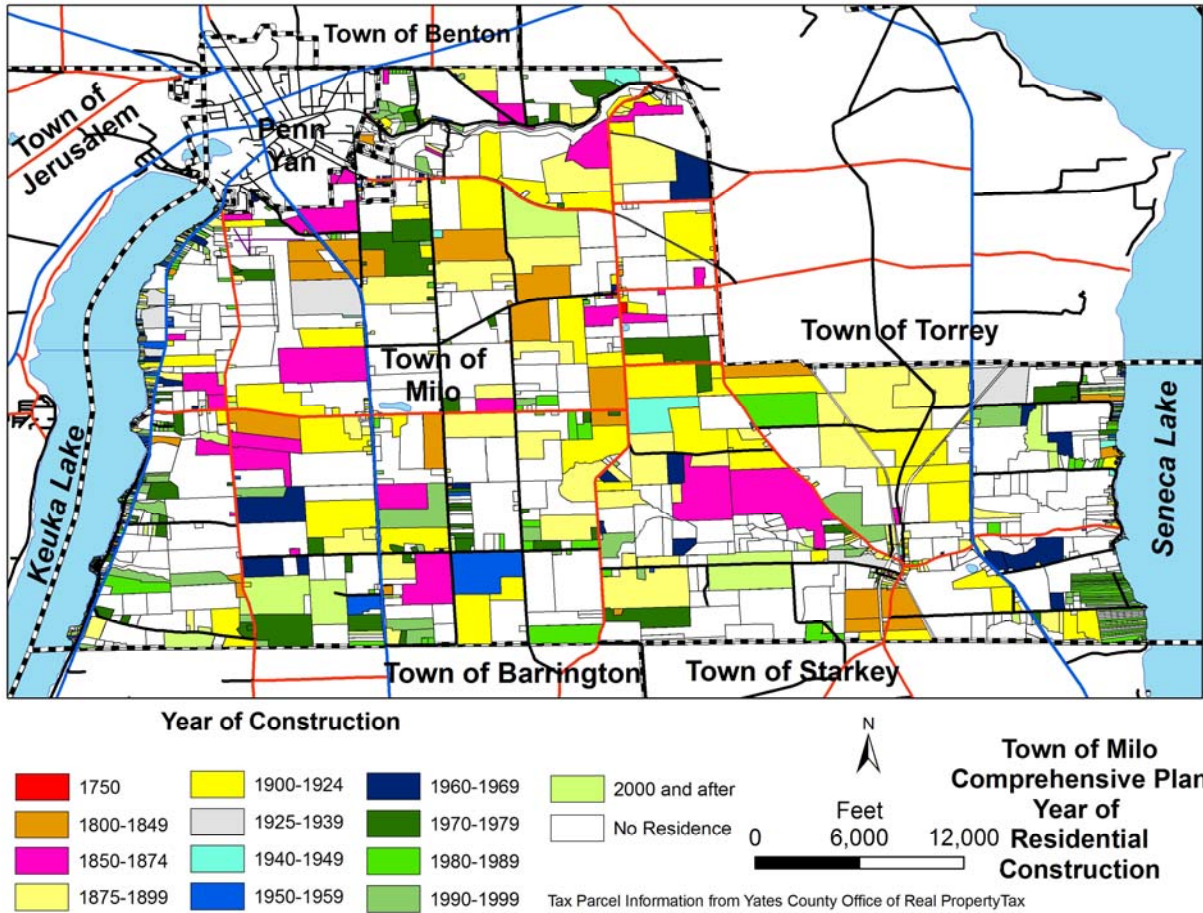 Town of Benton
Town of
Jerusalem
Penn
Yan
Town of Torrey
Town of
Milo
Keuka Lake
Seneca Lake
Town of Barrington
Town of Starkey
Year of Construction
1750
1800-1849
1850-1874
1875-1899
1900-1924
1925-1939
1940-1949
1950-1959
1960-1969
1970-1979
1980-1989
1990-1999
2000 and after
No Residence
N
Feet
0 6,000 12,000
Town of Milo
Comprehensive Plan
Year of
Residential
Construction
Tax Parcel Information from Yates County Office of Real PropertyTax